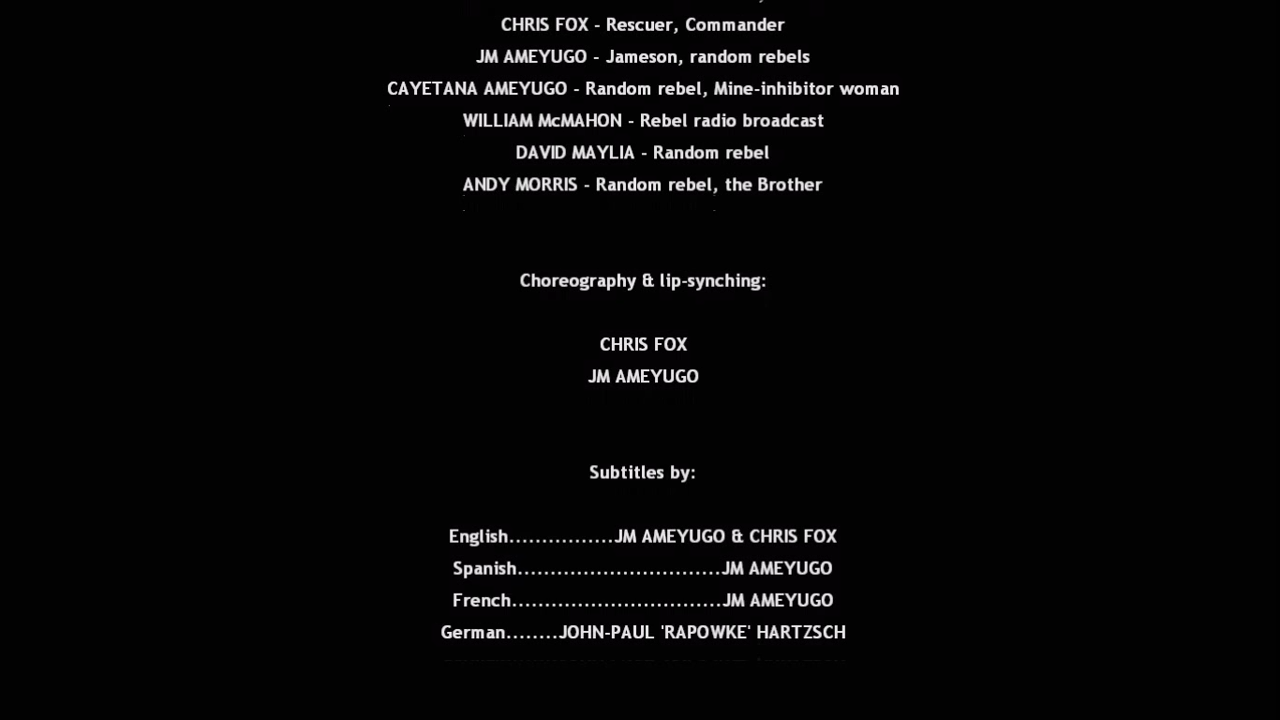 CHRIS FOX - Rescuer, Commander
JM AMEYUGO - Jameson, random rebels
CAYETANA AMEYUGO - Random rebel, Mine-inhibitor woman
WILLIAM McMAHON - Rebel radio broadcast
DAVID MAYLIA - Random rebel
ANDY MORRIS - Random rebel, the Brother
Choreography & lip-synching:
CHRIS FOX
JM AMEYUGO
Subtitles by:
English................JM AMEYUGO & CHRIS FOX
Spanish...............................JM AMEYUGO
French................................JM AMEYUGO
German........JOHN-PAUL 'RAPOWKE' HARTZSCH